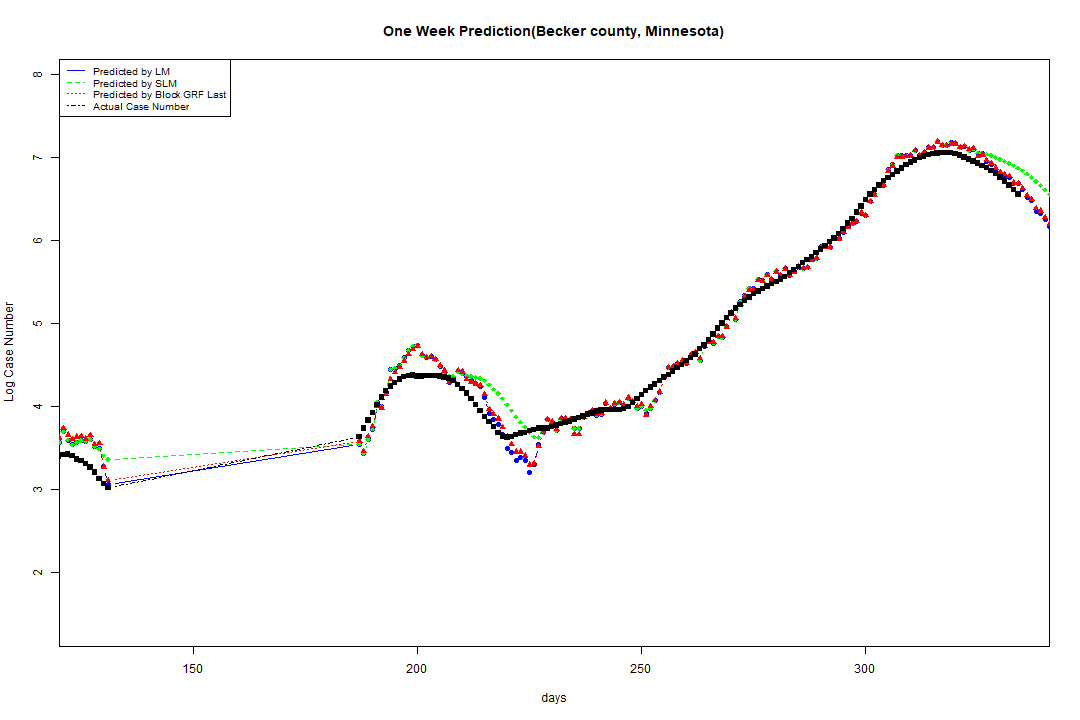 One Week Prediction(Becker county, Minnesota)
Predicted by LM
Predicted by SLM
Predicted by Block GRF Last
Actual Case Number
8
7
6
5
4
3
2
Log Case Number
150 200 250 300
days